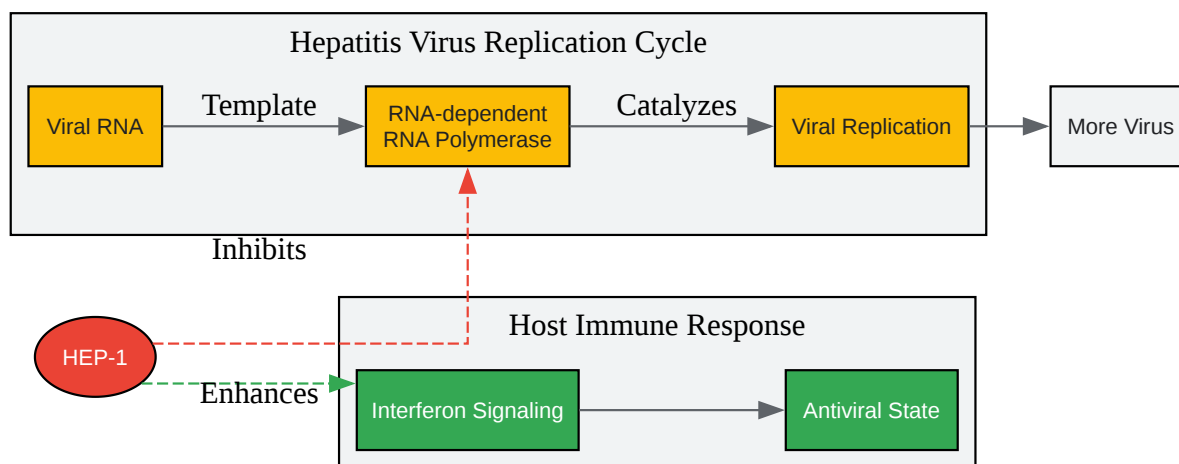 Hepatitis Virus Replication Cycle
Viral RNA
Template
RNA-dependent
RNA Polymerase
Catalyzes
Viral Replication
More Virus
Inhibits
Host Immune Response
HEP-1
Enhances
Interferon Signaling
Antiviral State